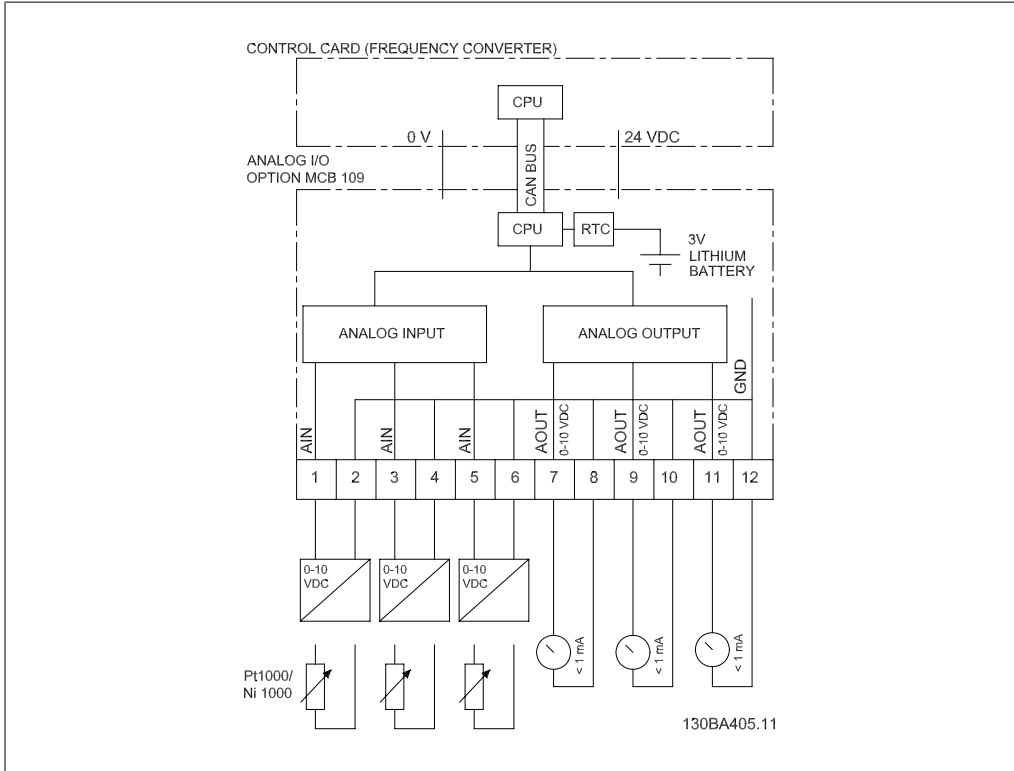 CONTROL CARD (FREQUENCY CONVERTER)
CPU
0 V
24 VDC
CAN BUS
ANALOG I/O
OPTION MCB 109
CPU
RTC
3V
LITHIUM
BATTERY
ANALOG INPUT
ANALOG OUTPUT
GND
AIN
AIN
AIN
AOUT
0-10 VDC
AOUT
0-10 VDC
AOUT
0-10 VDC
1 2 3 4 5 6 7 8 9 10 11 12
0-10
VDC
0-10
VDC
0-10
VDC
< 1 mA
< 1 mA
< 1 mA
Pt1000/
Ni 1000
130BA405.11